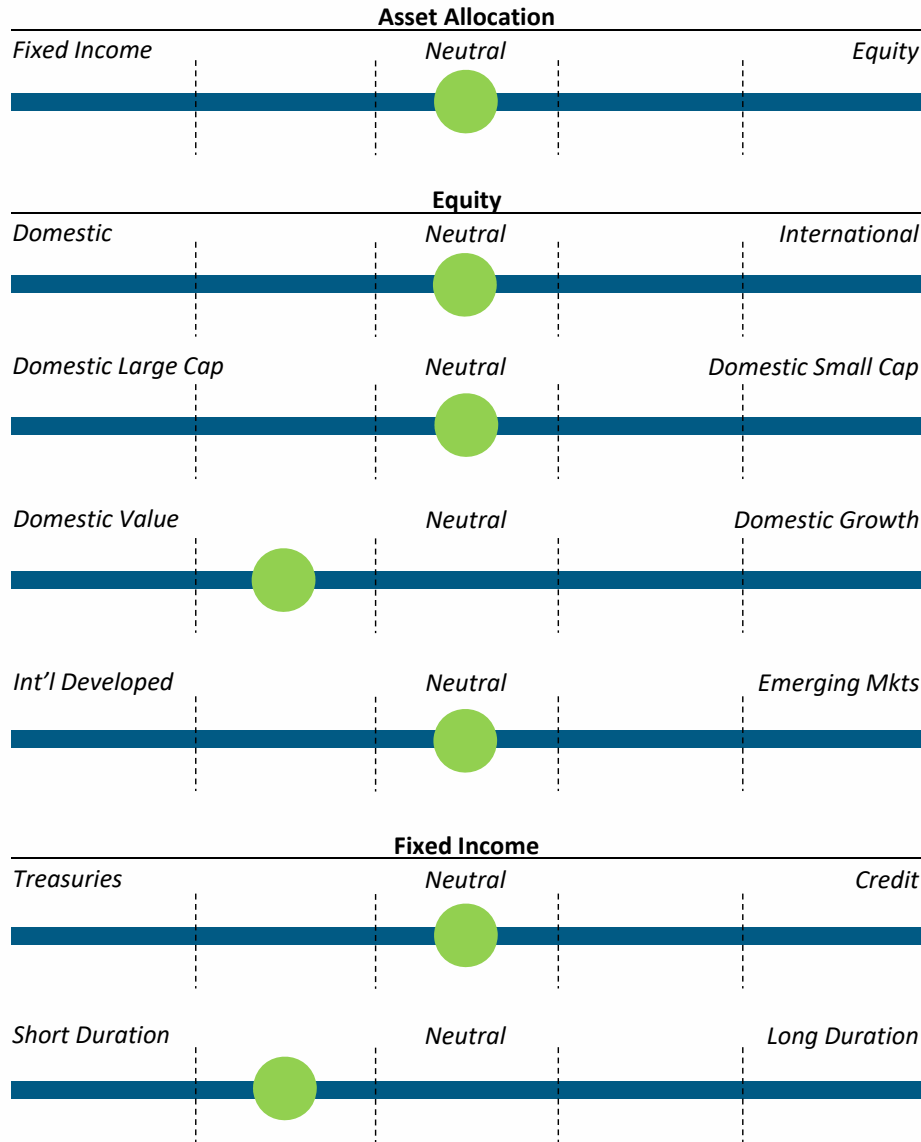 Asset Allocation
Fixed Income Neutral Equity
Equity
Domestic Neutral International
Domestic Large Cap Neutral Domestic Small Cap
Domestic Value Neutral Domestic Growth
Int’l Developed Neutral Emerging Mkts
Fixed Income
Treasuries Neutral Credit
Short Duration Neutral Long Duration